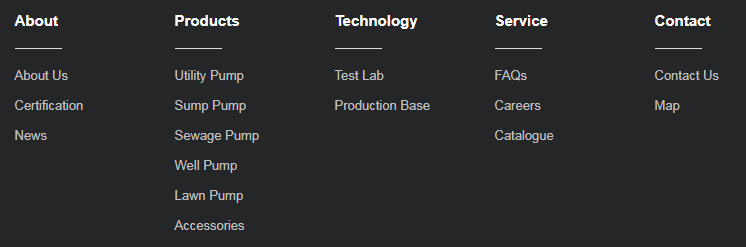 About
About Us
Certification
News
Products
Utility Pump
Sump Pump
Sewage Pump
Well Pump
Lawn Pump
Accessories
Technology
Test Lab
Production Base
Service
FAQs
Careers
Catalogue
Contact
Contact Us
Map